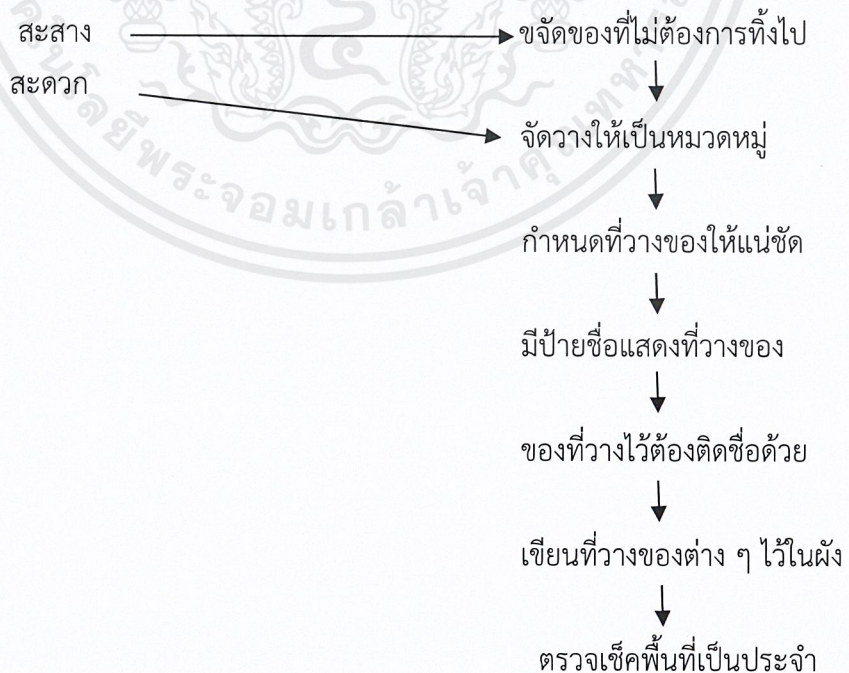 สะสาง
ขจัดของที่ไม่ต้องการทิ้งไป
สะดวก
จัดวางให้เป็นหมวดหมู่
กำหนดที่วางของให้แน่ชัด
มีป้ายชื่อแสดงที่วางของ
ของที่วางไว้ต้องติดชื่อด้วย
เขียนที่วางของต่าง ๆ ไว้ในผัง
ตรวจเช็คพื้นที่เป็นประจำ